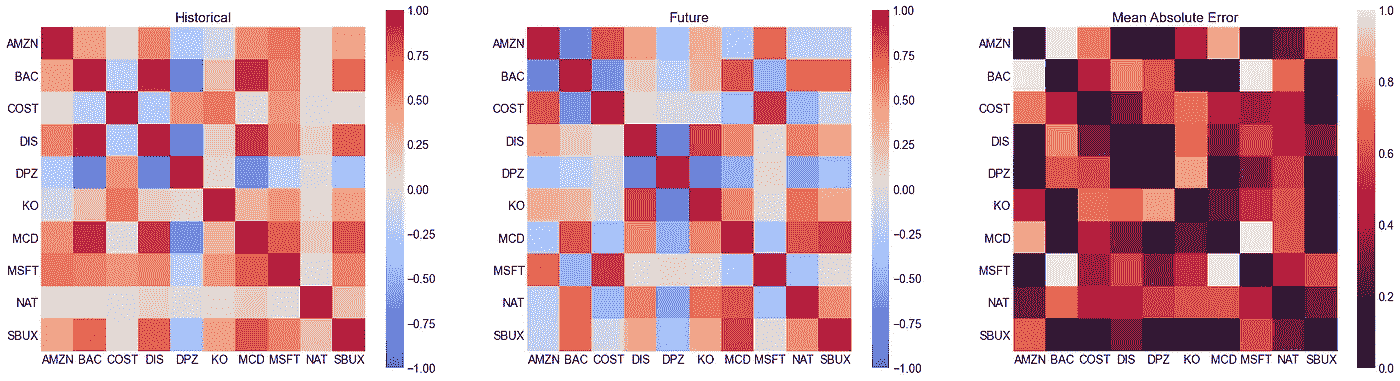 Historical
AMZN
BAC
COST
DIS
DPZ
KO
MCD
MSFT
NAT
SBUX
AMZN BAC COST DIS DPZ KO MCD MSFT NAT SBUX
1.00
0.75
0.50
0.25
0.00
−0.25
−0.50
−0.75
−1.00
Future
AMZN
BAC
COST
DIS
DPZ
KO
MCD
MSFT
NAT
SBUX
AMZN BAC COST DIS DPZ KO MCD MSFT NAT SBUX
1.00
0.75
0.50
0.25
0.00
−0.25
−0.50
−0.75
−1.00
Mean Absolute Error
AMZN
BAC
COST
DIS
DPZ
KO
MCD
MSFT
NAT
SBUX
AMZN BAC COST DIS DPZ KO MCD MSFT NAT SBUX
1.0
0.8
0.6
0.4
0.2
0.0